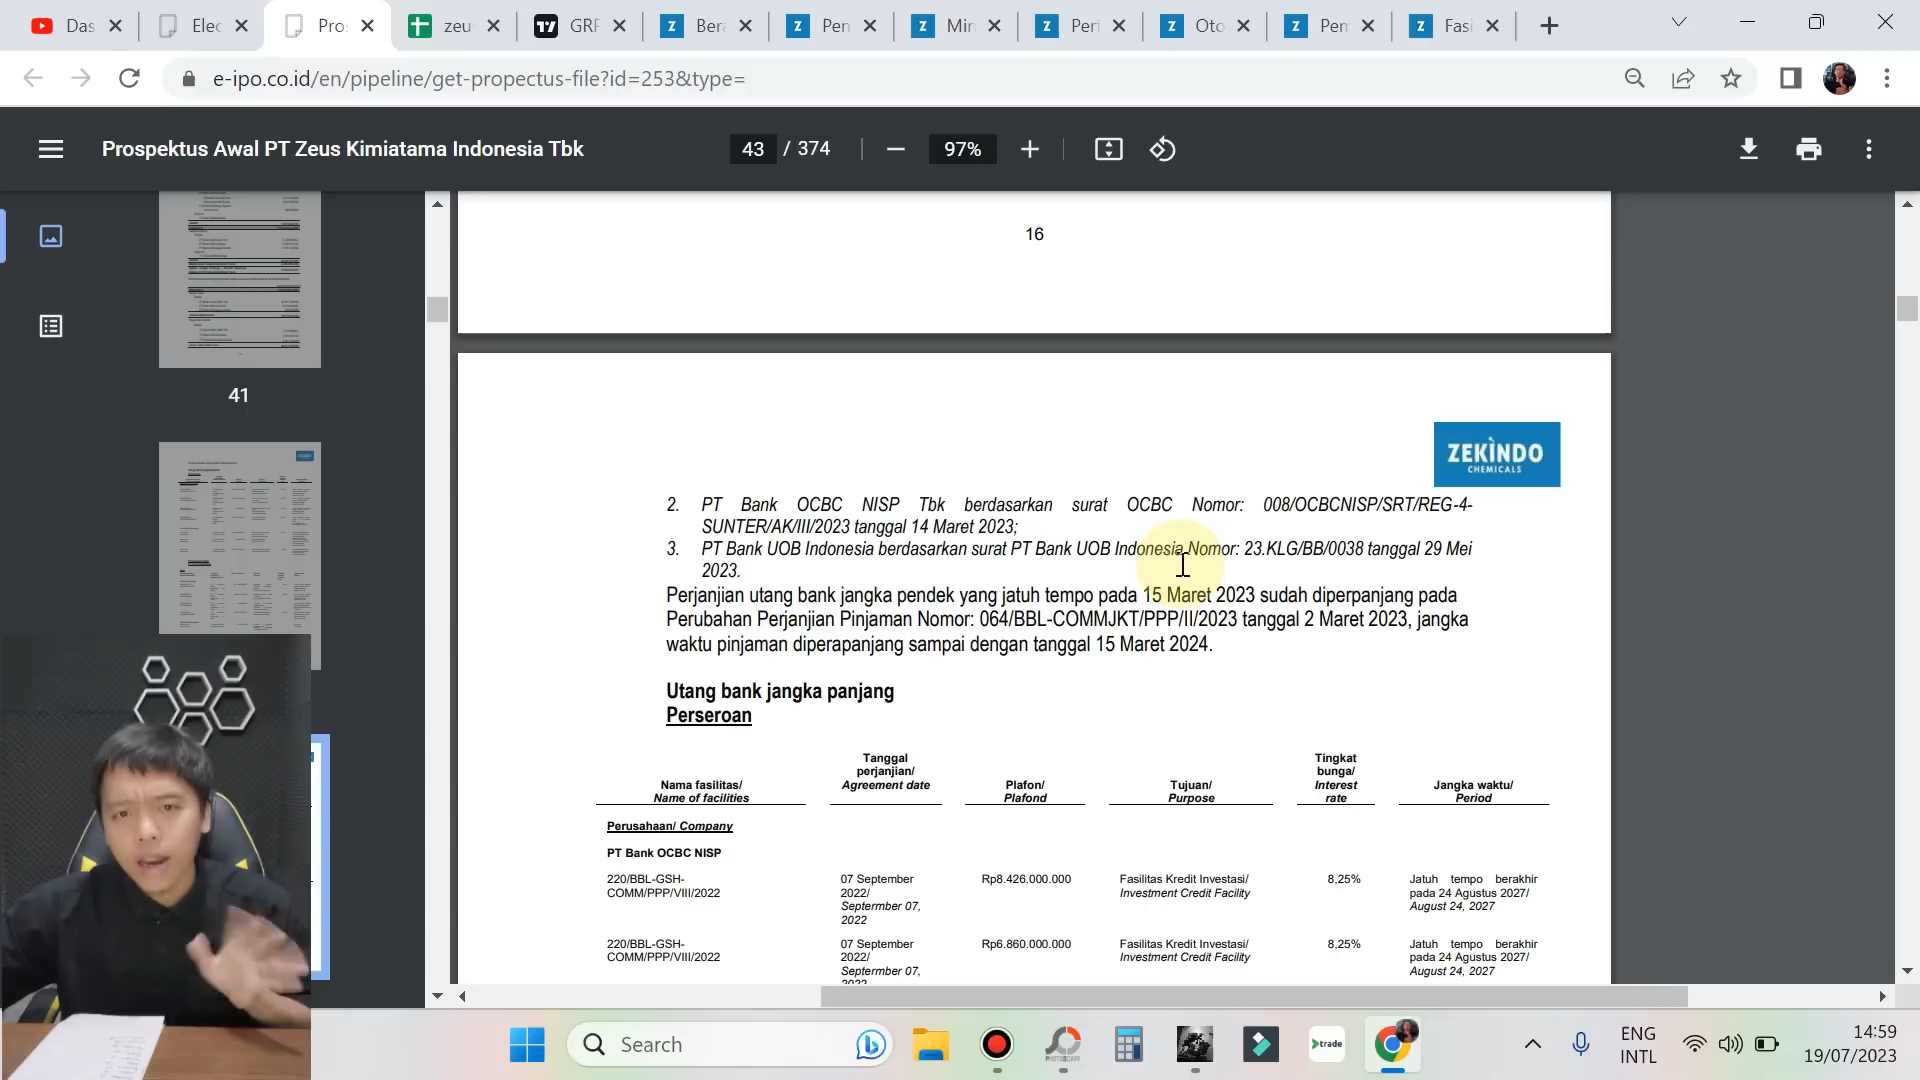 Das
Elec
Pros
zeu
GRP
Ber
Pen
Min
Pert
Oto
Pem
Fasi
e-ipo.co.id/en/pipeline/get-propectus-file?id=253&type=
Prospektus Awal PT Zeus Kimiatama Indonesia Tbk
43 / 374
97%
41
16
ZEKINDO
CHEMICALS
2. PT Bank OCBC NISP Tbk berdasarkan surat OCBC Nomor: 008/OCBCNISP/SRT/REG-4-
SUNTER/AK/III/2023 tanggal 14 Maret 2023;
3. PT Bank UOB Indonesia berdasarkan surat PT Bank UOB Indonesia Nomor: 23.KLG/BB/0038 tanggal 29 Mei
2023.
Perjanjian utang bank jangka pendek yang jatuh tempo pada 15 Maret 2023 sudah diperpanjang pada
Perubahan Perjanjian Pinjaman Nomor: 064/BBL-COMMJKT/PPP/II/2023 tanggal 2 Maret 2023, jangka
waktu pinjaman diperapanjang sampai dengan tanggal 15 Maret 2024.
Utang bank jangka panjang
Perseroan
Nama fasilitas/
Name of facilities
Tanggal
perjanjian/
Agreement date
Plafon/
Plafond
Tujuan/
Purpose
Tingkat
bunga/
Interest
rate
Jangka waktu/
Period
Perusahaan/ Company
PT Bank OCBC NISP
220/BBL-GSH-
COMM/PPP/VIII/2022
07 September
2022/
Septermber 07,
2022
Rp8.426.000.000
Fasilitas Kredit Investasi/
Investment Credit Facility
8,25%
Jatuh tempo berakhir
pada 24 Agustus 2027/
August 24, 2027
220/BBL-GSH-
COMM/PPP/VIII/2022
07 September
2022/
Septermber 07,
2022
Rp6.860.000.000
Fasilitas Kredit Investasi/
Investment Credit Facility
8,25%
Jatuh tempo berakhir
pada 24 Agustus 2027/
August 24, 2027
Search
PHOTOSCAPE
trade
ENG
INTL
14:59
19/07/2023